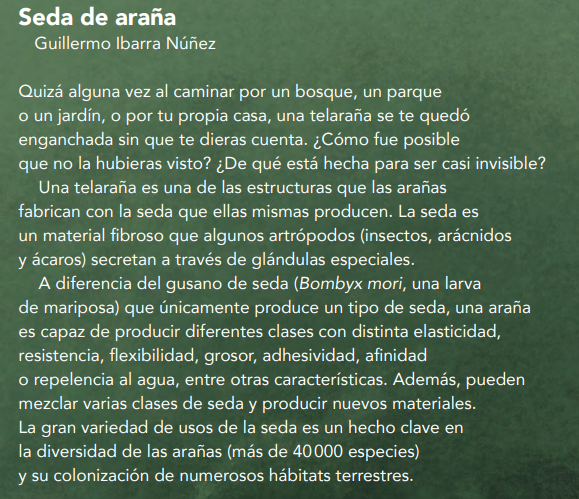 Seda de araña
Guillermo Ibarra Núñez
Quizá alguna vez al caminar por un bosque, un parque
o un jardín, o por tu propia casa, una telaraña se te quedó
enganchada sin que te dieras cuenta. ¿Cómo fue posible
que no la hubieras visto? ¿De qué está hecha para ser casi invisible?
Una telaraña es una de las estructuras que las arañas
fabrican con la seda que ellas mismas producen. La seda es
un material fibroso que algunos artrópodos (insectos, arácnidos
y ácaros) secretan a través de glándulas especiales.
A diferencia del gusano de seda (Bombyx mori, una larva
de mariposa) que únicamente produce un tipo de seda, una araña
es capaz de producir diferentes clases con distinta elasticidad,
resistencia, flexibilidad, grosor, adhesividad, afinidad
o repelencia al agua, entre otras características. Además, pueden
mezclar varias clases de seda y producir nuevos materiales.
La gran variedad de usos de la seda es un hecho clave en
la diversidad de las arañas (más de 40 000 especies)
y su colonización de numerosos hábitats terrestres.